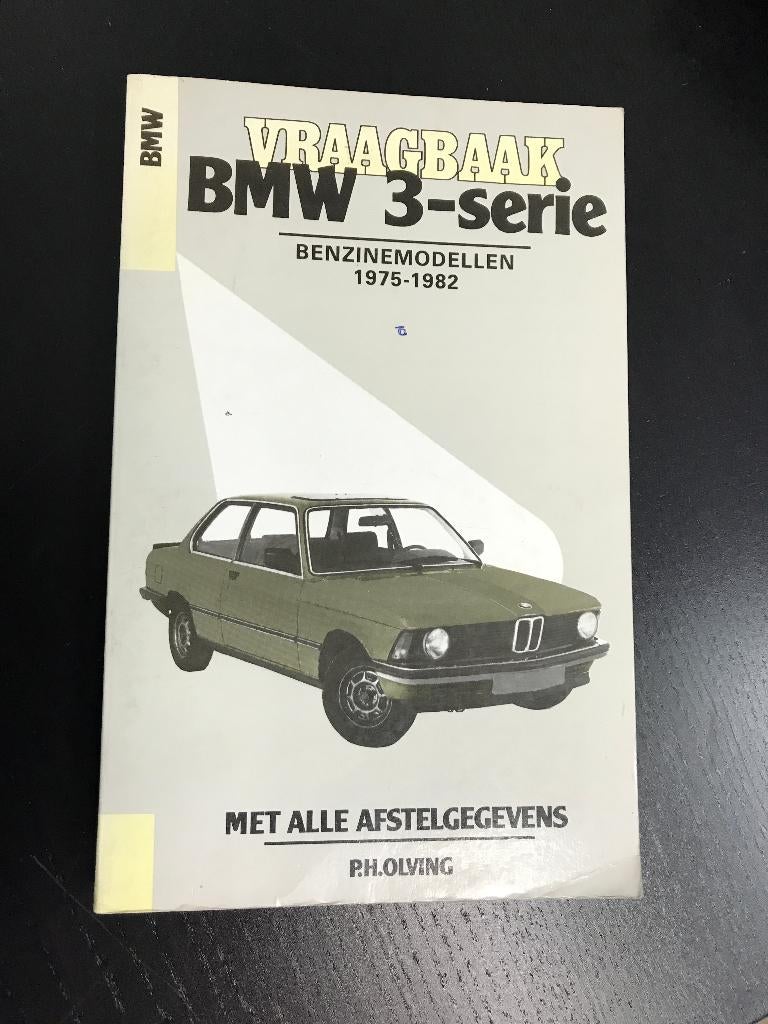 BMW
VRAAGBAAK
BMW 3-serie
BENZINEMODELLEN
1975-1982
MET ALLE AFSTELGEGEVENS
P.H.OLVING